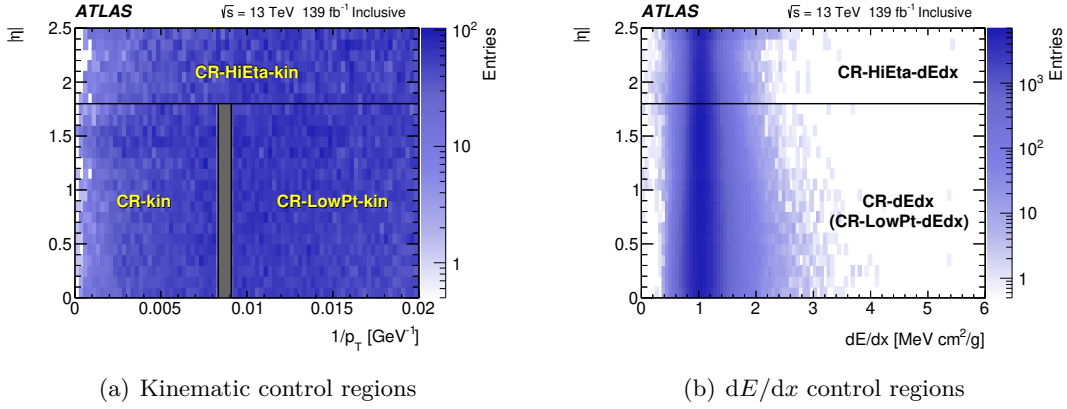 ATLAS
√s = 13 TeV 139 fb⁻¹ Inclusive
|η|
2.5
2
1.5
1
0.5
0
CR-HiEta-kin
CR-kin
CR-LowPt-kin
0 0.005 0.01 0.015 0.02
1/p_T [GeV⁻¹]
10²
10
1
Entries
(a) Kinematic control regions
ATLAS
√s = 13 TeV 139 fb⁻¹ Inclusive
|η|
2.5
2
1.5
1
0.5
0
CR-HiEta-dEdx
CR-dEdx
(CR-LowPt-dEdx)
0 1 2 3 4 5 6
dE/dx [MeV cm²/g]
10³
10²
10
1
Entries
(b) dE/dx control regions